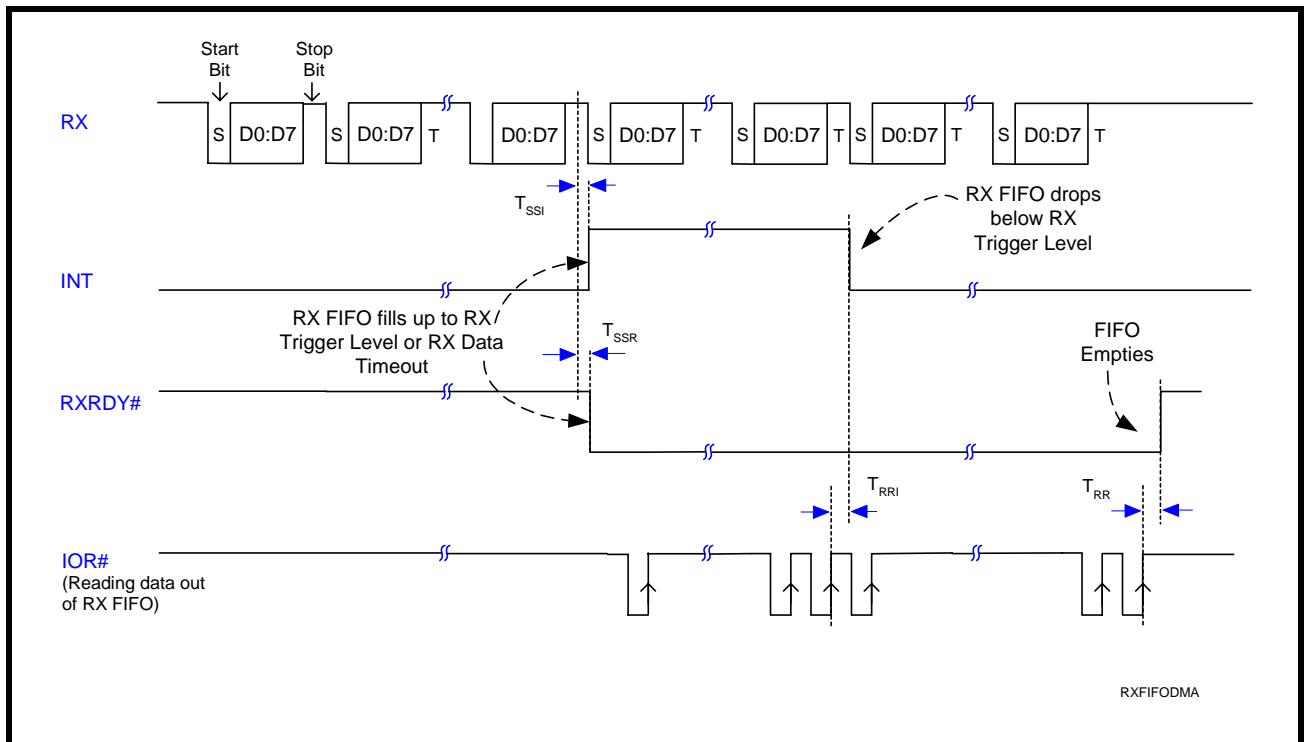 Start
Bit
Stop
Bit
RX
S D0:D7 S D0:D7 T D0:D7 S D0:D7 T S D0:D7 T S D0:D7 T S D0:D7 T
TSSI
RX FIFO drops
below RX
Trigger Level
INT
RX FIFO fills up to RX
Trigger Level or RX Data
Timeout
TSSR
FIFO
Empties
RXRDY#
TRRI
TRR
IOR#
(Reading data out
of RX FIFO)
RXFIFODMA